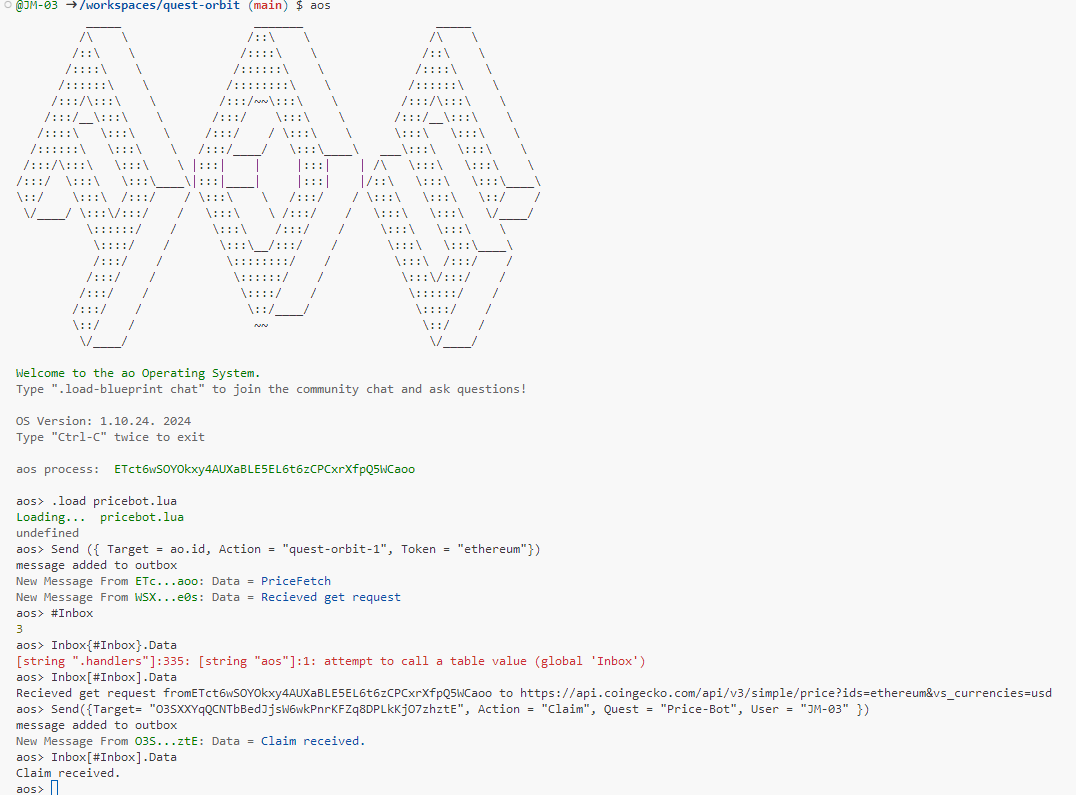 @JM-03 ➜/workspaces/quest-orbit (main) $ aos
Welcome to the ao Operating System.
Type ".load-blueprint chat" to join the community chat and ask questions!
OS Version: 1.10.24. 2024
Type "Ctrl-C" twice to exit
aos process:  ETct6wSOYOkxy4AUXaBLE5EL6t6zCPCxrXfpQ5WCaoo
aos> .load pricebot.lua
Loading...  pricebot.lua
undefined
aos> Send ({ Target = ao.id, Action = "quest-orbit-1", Token = "ethereum"})
message added to outbox
New Message From ETc...aoo: Data = PriceFetch
New Message From WSX...e0s: Data = Recieved get request
aos> #Inbox
3
aos> Inbox{#Inbox}.Data
[string ".handlers"]:335: [string "aos"]:1: attempt to call a table value (global 'Inbox')
aos> Inbox[#Inbox].Data
Recieved get request fromETct6wSOYOkxy4AUXaBLE5EL6t6zCPCxrXfpQ5WCaoo to https://api.coingecko.com/api/v3/simple/price?ids=ethereum&vs_currencies=usd
aos> Send({Target= "O3SXXYqQCNTbBedJjsW6wkPnrKFZq8DPLkKjO7zhztE", Action = "Claim", Quest = "Price-Bot", User = "JM-03" })
message added to outbox
New Message From O3S...ztE: Data = Claim received.
aos> Inbox[#Inbox].Data
Claim received.
aos>